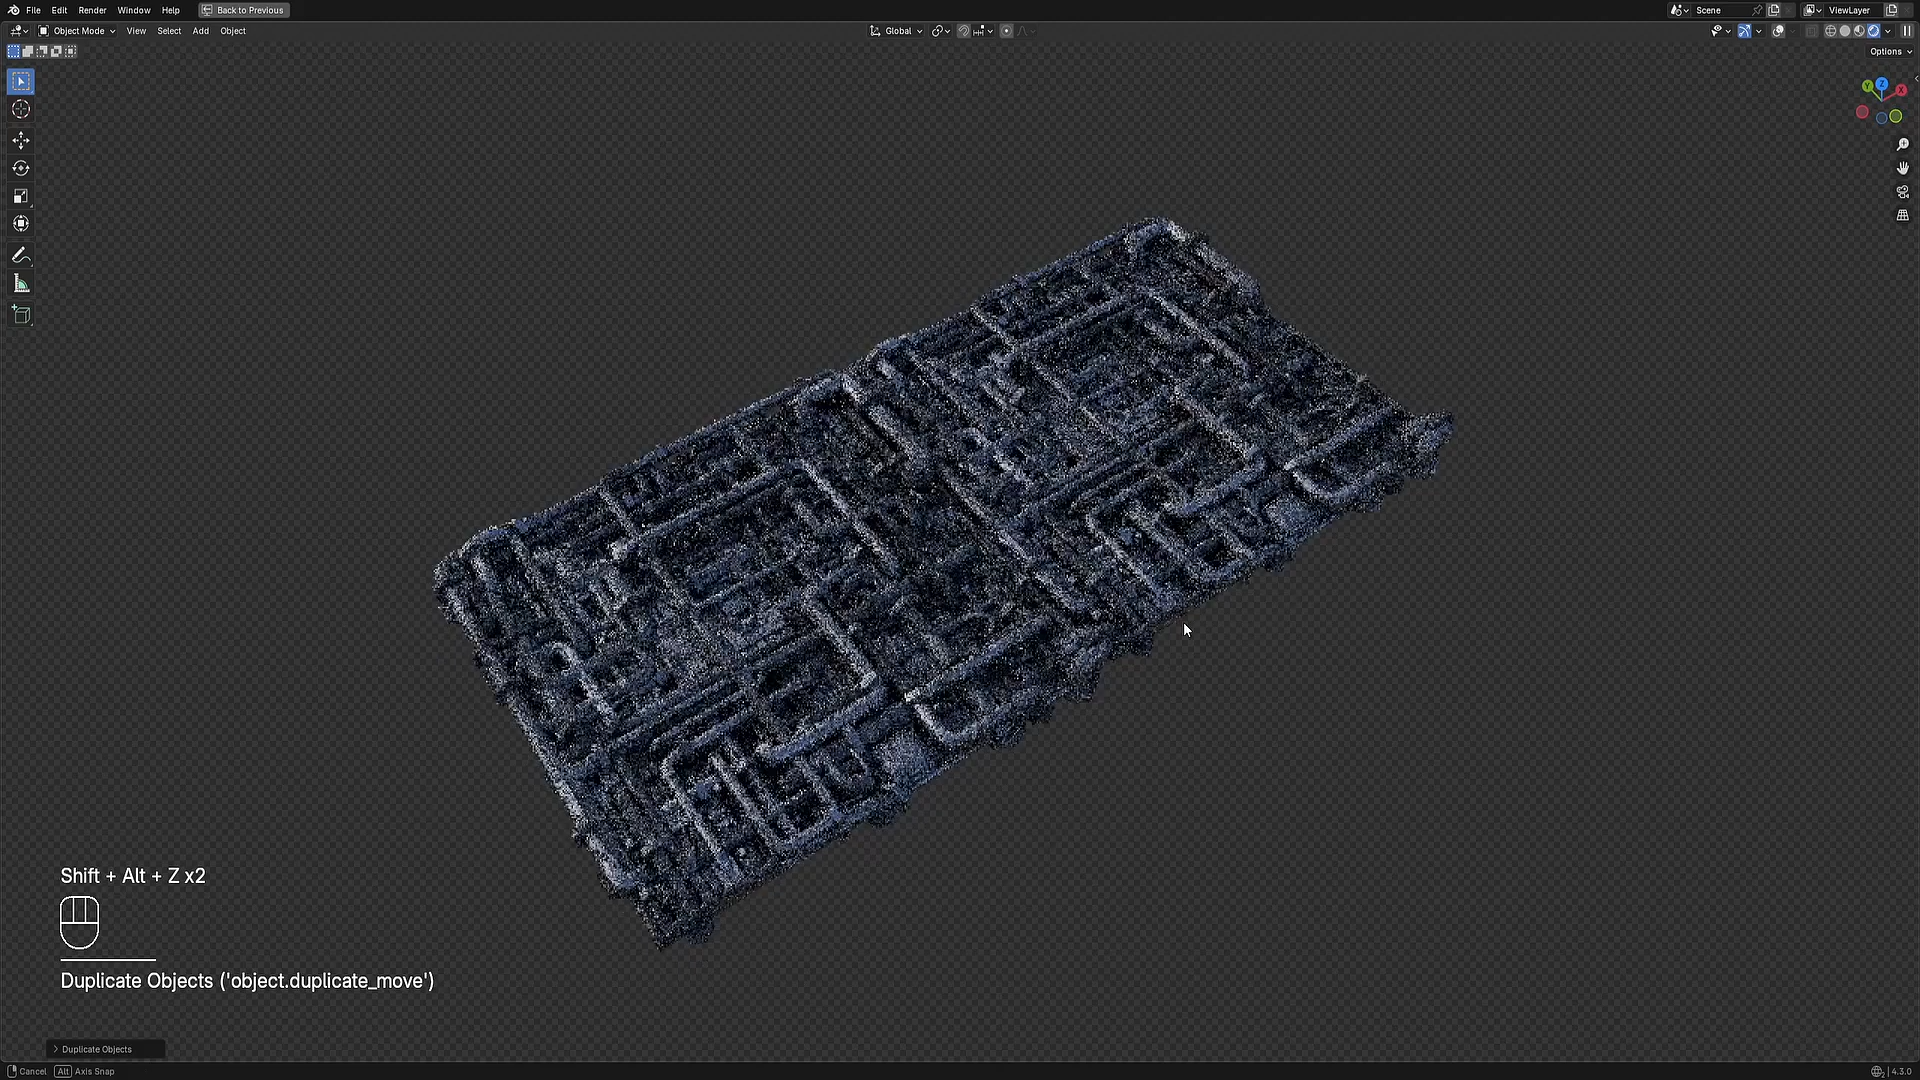 File Edit Render Window Help Back to Previous Scene ViewLayer
Object Mode View Select Add Object Global
Options
Y Z X
Shift + Alt + Z x2
Duplicate Objects ('object.duplicate_move')
Duplicate Objects
Cancel Alt Axis Snap 4.3.0